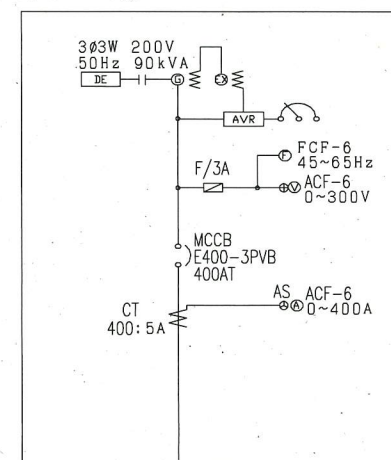 3ø3W 200V
50Hz 90kVA
DE
G
EX
AVR
F
FCF-6
45~65Hz
F/3A
V
ACF-6
0~300V
MCCB
E400-3PVB
400AT
CT
400:5A
AS
A
ACF-6
0~400A